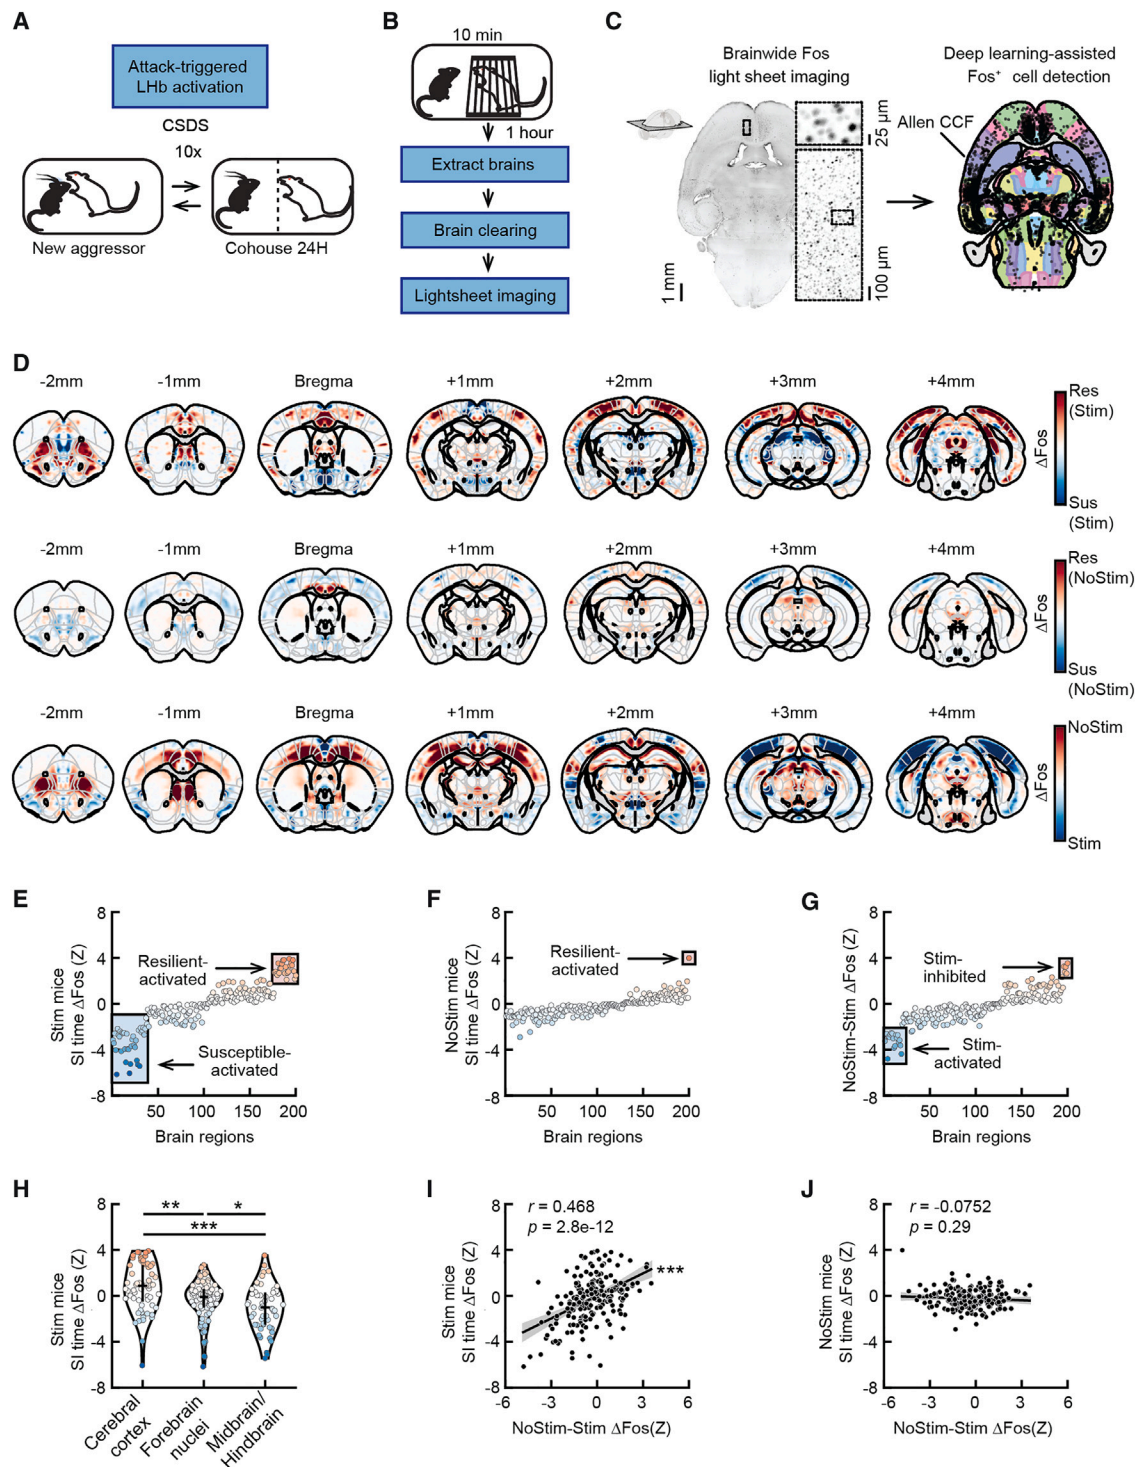 A
Attack-triggered
LHb activation
CSDS
10x
New aggressor
Cohouse 24H
B
10 min
1 hour
Extract brains
Brain clearing
Lightsheet imaging
C
Brainwide Fos
light sheet imaging
Deep learning-assisted
Fos+ cell detection
Allen CCF
25 µm
100 µm
1 mm
D
-2mm
-1mm
Bregma
+1mm
+2mm
+3mm
+4mm
Res
(Stim)
ΔFos
Sus
(Stim)
-2mm
-1mm
Bregma
+1mm
+2mm
+3mm
+4mm
Res
(NoStim)
ΔFos
Sus
(NoStim)
-2mm
-1mm
Bregma
+1mm
+2mm
+3mm
+4mm
NoStim
ΔFos
Stim
E
Stim mice
SI time ΔFos (Z)
8
4
0
-4
-8
Resilient-
activated
Susceptible-
activated
50
100
150
200
Brain regions
F
NoStim mice
SI time ΔFos (Z)
8
4
0
-4
-8
Resilient-
activated
50
100
150
200
Brain regions
G
NoStim-Stim ΔFos (Z)
8
4
0
-4
-8
Stim-
inhibited
Stim-
activated
50
100
150
200
Brain regions
H
Stim mice
SI time ΔFos (Z)
8
4
0
-4
-8
**
*
***
Cerebral
cortex
Forebrain
nuclei
Midbrain/
Hindbrain
I
Stim mice
SI time ΔFos (Z)
8
4
0
-4
-8
r = 0.468
p = 2.8e-12
***
-6
-3
0
3
6
NoStim-Stim ΔFos(Z)
J
NoStim mice
SI time ΔFos (Z)
8
4
0
-4
-8
r = -0.0752
p = 0.29
-6
-3
0
3
6
NoStim-Stim ΔFos(Z)